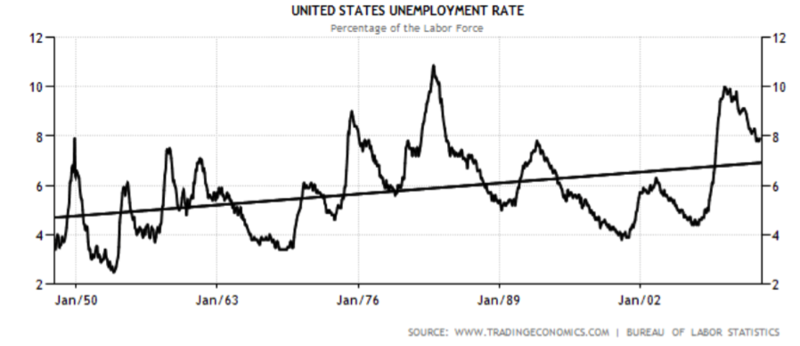 UNITED STATES UNEMPLOYMENT RATE
Percentage of the Labor Force
12 12
10 10
8 8
6 6
4 4
2 2
Jan/50 Jan/63 Jan/76 Jan/89 Jan/02
SOURCE: WWW.TRADINGECONOMICS.COM | BUREAU OF LABOR STATISTICS